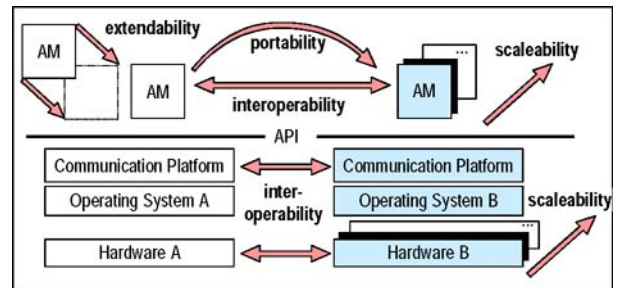 AM
extendability
AM
portability
interoperability
...
AM
scaleability
API
Communication Platform
Communication Platform
Operating System A
inter-
operability
Operating System B
scaleability
...
Hardware A
Hardware B